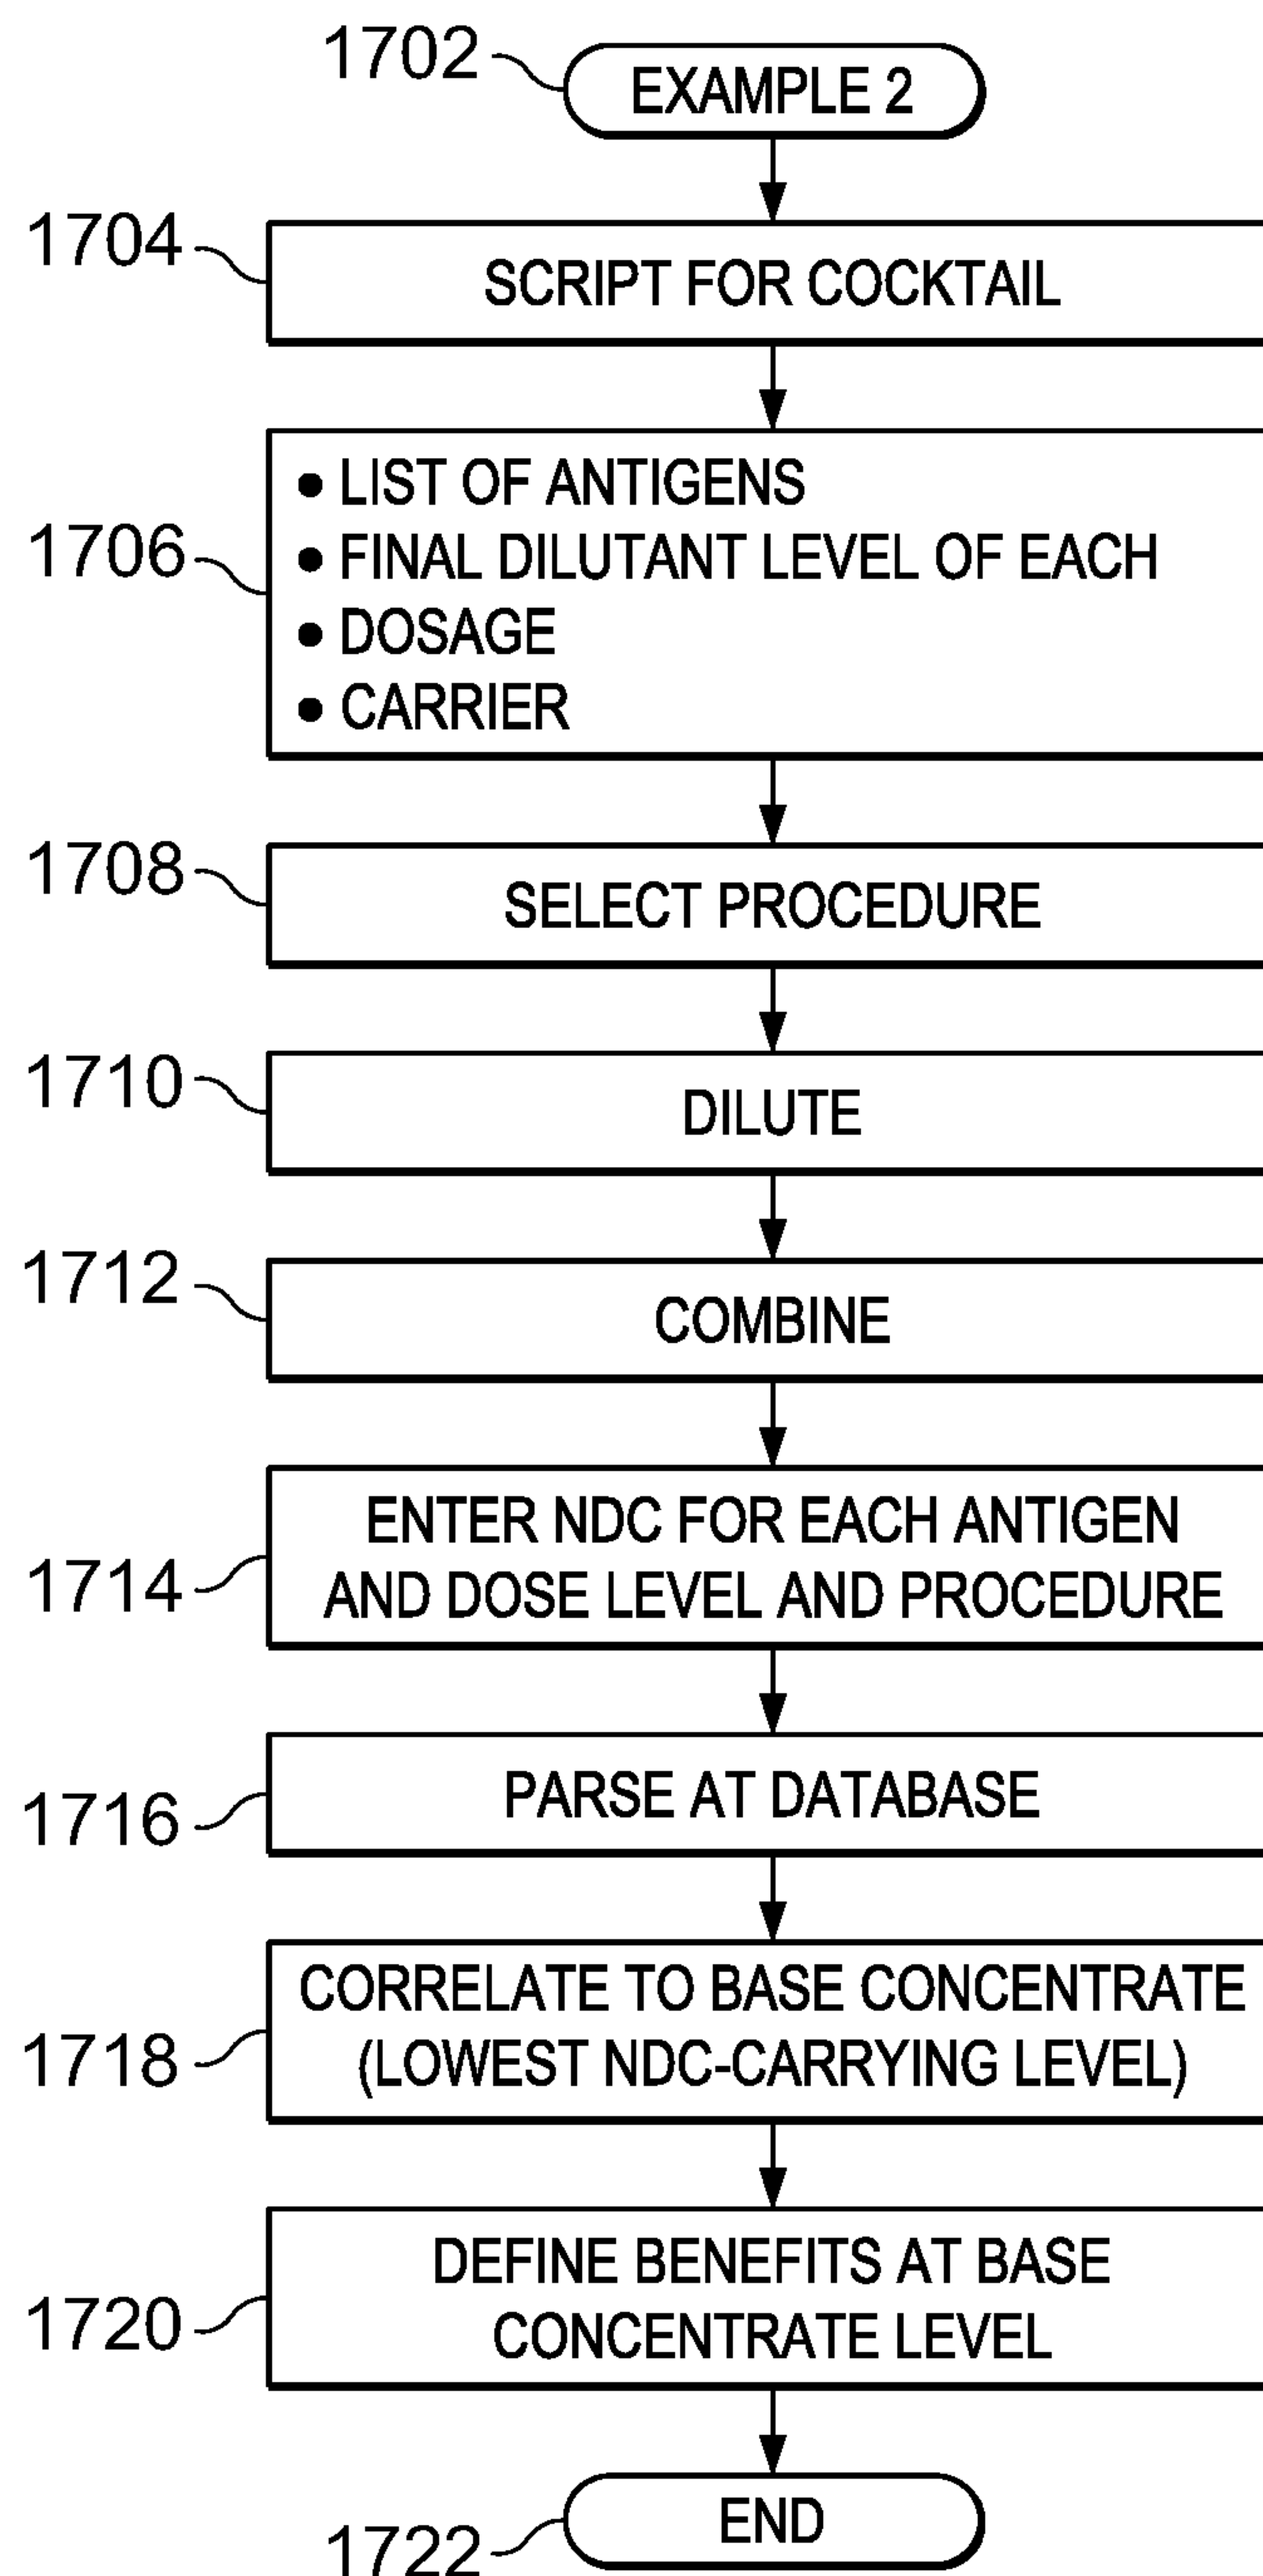 1702
EXAMPLE 2
1704
SCRIPT FOR COCKTAIL
1706
• LIST OF ANTIGENS
• FINAL DILUTANT LEVEL OF EACH
• DOSAGE
• CARRIER
1708
SELECT PROCEDURE
1710
DILUTE
1712
COMBINE
1714
ENTER NDC FOR EACH ANTIGEN
AND DOSE LEVEL AND PROCEDURE
1716
PARSE AT DATABASE
1718
CORRELATE TO BASE CONCENTRATE
(LOWEST NDC-CARRYING LEVEL)
1720
DEFINE BENEFITS AT BASE
CONCENTRATE LEVEL
1722
END